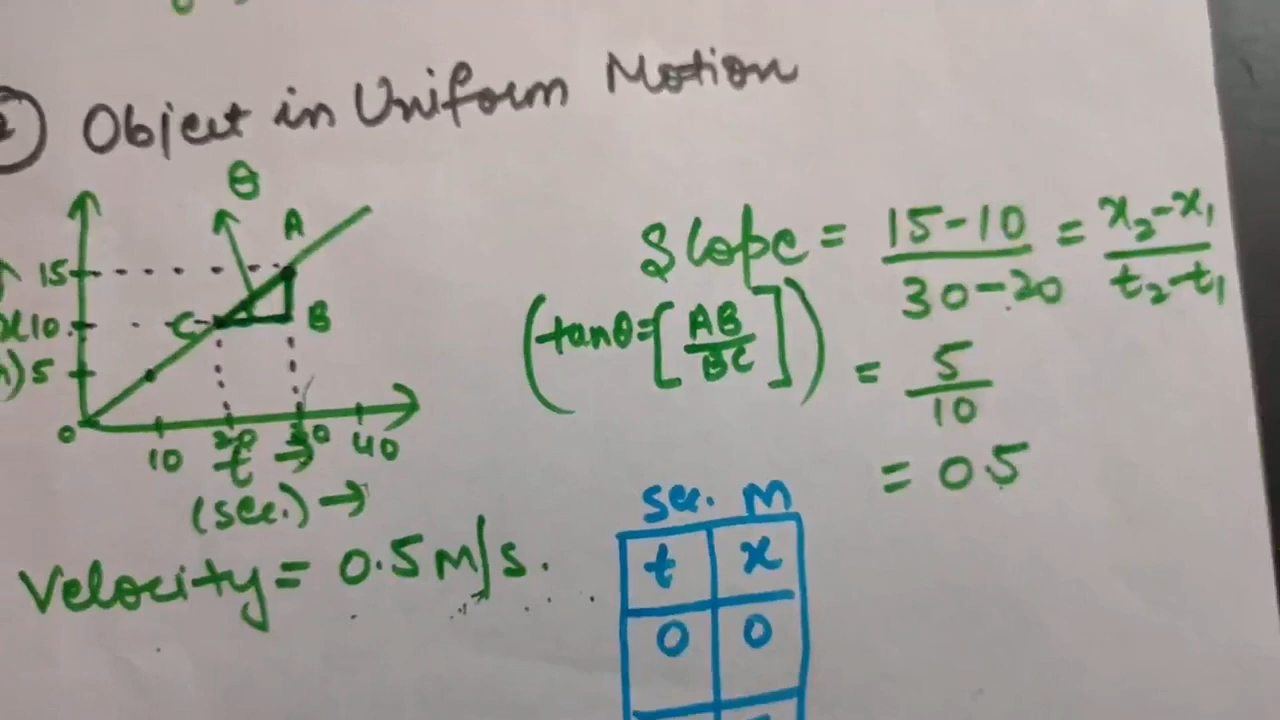 Object in Uniform Motion
θ
A
15
x 10
C
B
5
0
10 20 30 40
t →
(sec.) →
Velocity = 0.5 M/s.
Slope = 15-10/30-20 = x₂-x₁/t₂-t₁
(tanθ=[AB/BC]) = 5/10
= 0.5
sec. M
t x
0 0